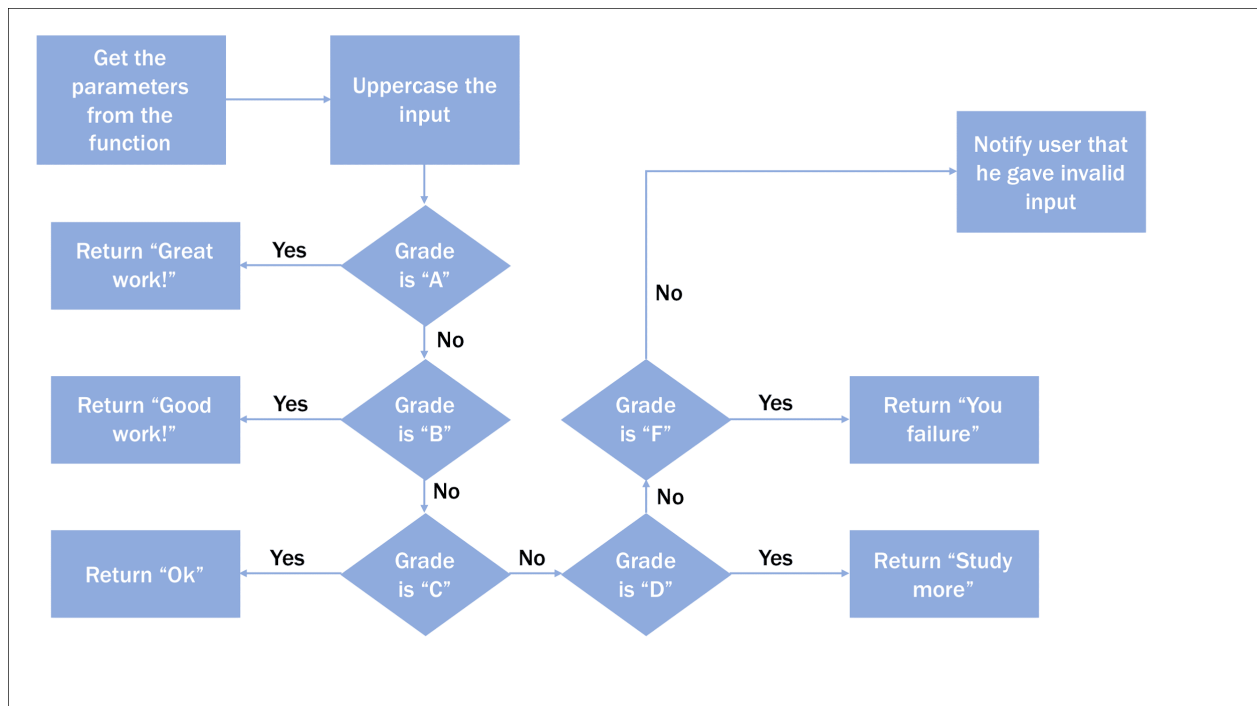 Get the
parameters
from the
function
Uppercase the
input
Notify user that
he gave invalid
input
Return “Great
work!”
Yes
Grade
is “A”
No
No
Return “Good
work!”
Yes
Grade
is “B”
Grade
is “F”
Yes
Return “You
failure”
No
No
Return “Ok”
Yes
Grade
is “C”
No
Grade
is “D”
Yes
Return “Study
more”